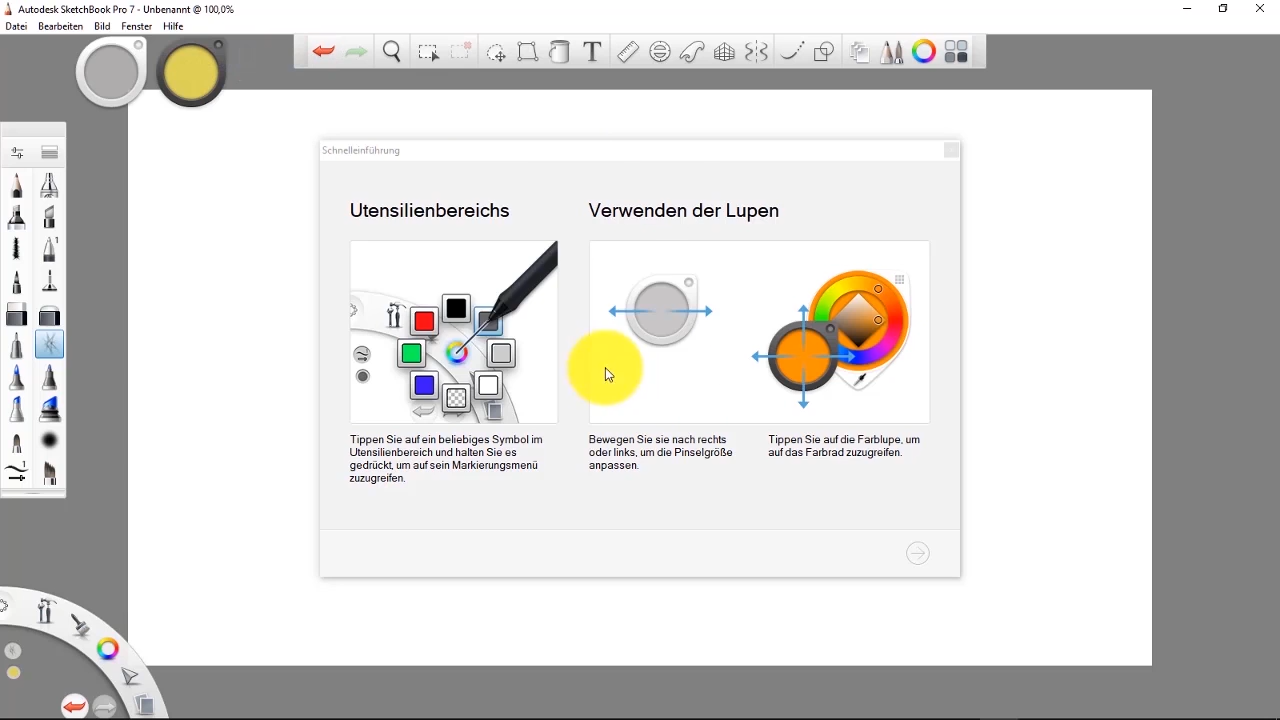 Autodesk SketchBook Pro 7 - Unbenannt @ 100,0%
Datei Bearbeiten Bild Fenster Hilfe
T
Schnelleinführung
Utensilienbereichs
Verwenden der Lupen
Tippen Sie auf ein beliebiges Symbol im
Utensilienbereich und halten Sie es
gedrückt, um auf sein Markierungsmenü
zuzugreifen.
Bewegen Sie sie nach rechts
oder links, um die Pinselgröße
anpassen.
Tippen Sie auf die Farblupe, um
auf das Farbrad zuzugreifen.
1